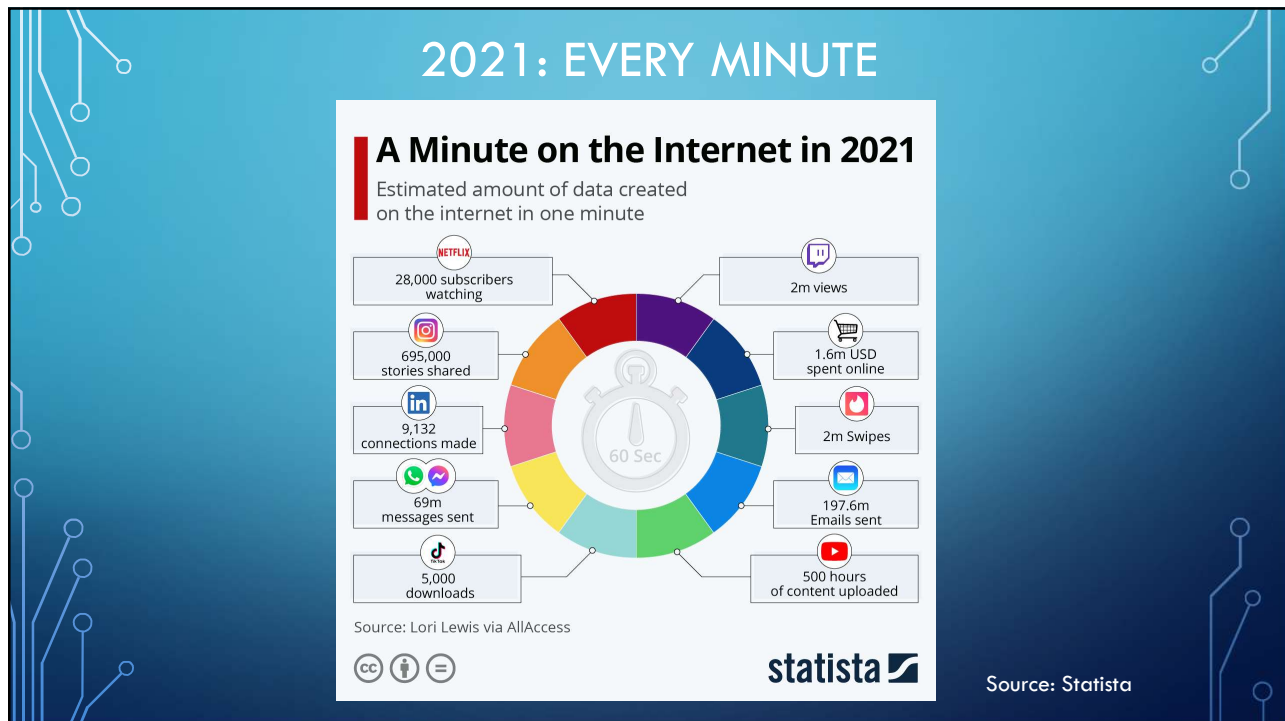 2021: EVERY MINUTE
A Minute on the Internet in 2021
Estimated amount of data created
on the internet in one minute
NETFLIX
28,000 subscribers
watching
2m views
695,000
stories shared
1.6m USD
spent online
in
9,132
connections made
2m Swipes
60 Sec
69m
messages sent
197.6m
Emails sent
TikTok
5,000
downloads
500 hours
of content uploaded
Source: Lori Lewis via AllAccess
cc
statista
Source: Statista